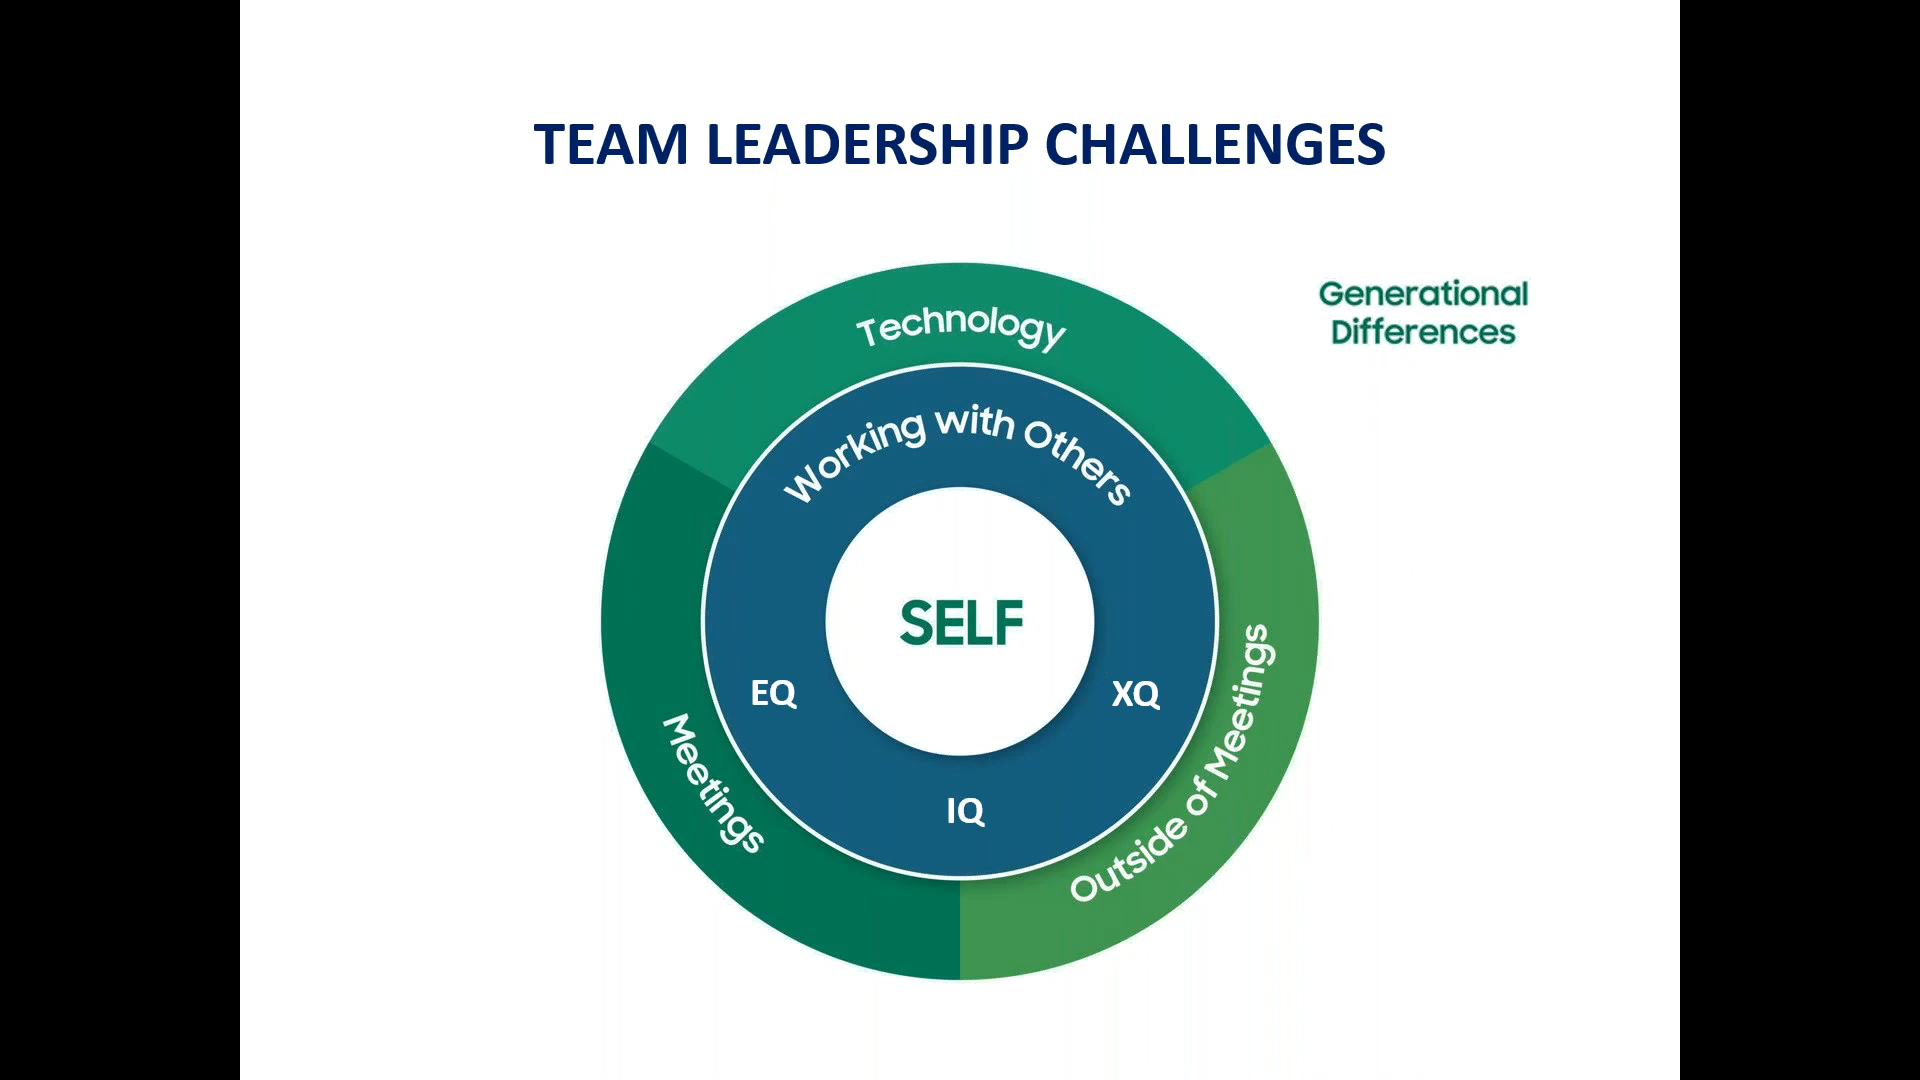 TEAM LEADERSHIP CHALLENGES
Generational
Differences
Technology
Working with Others
SELF
EQ
XQ
IQ
Meetings
Outside of Meetings